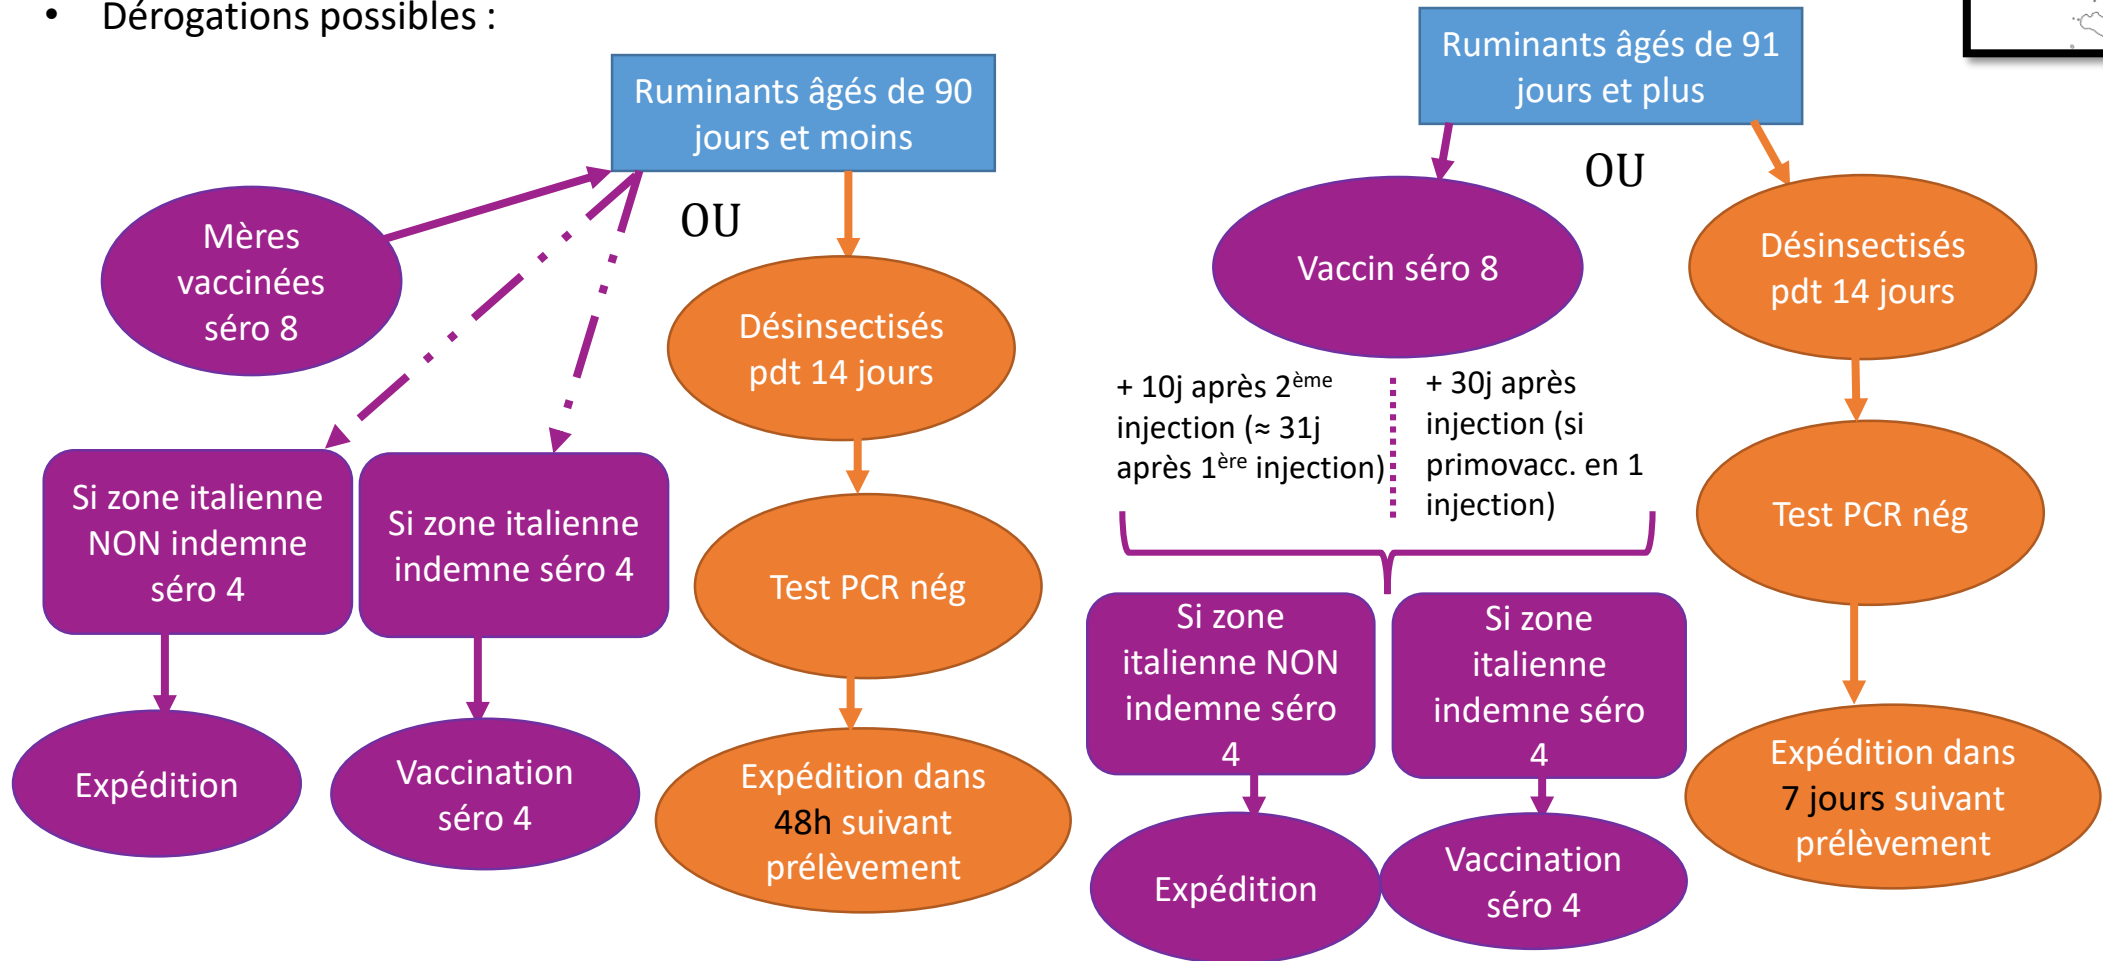 • Dérogations possibles :
Ruminants âgés de 90
jours et moins
OU
Mères
vaccinées
séro 8
Désinsectisés
pdt 14 jours
Si zone italienne
NON indemne
séro 4
Si zone italienne
indemne séro 4
Test PCR nég
Expédition
Vaccination
séro 4
Expédition dans
48h suivant
prélèvement
Ruminants âgés de 91
jours et plus
OU
Vaccin séro 8
Désinsectisés
pdt 14 jours
+ 10j après 2ème
injection (≈ 31j
après 1ère injection)
+ 30j après
injection (si
primovacc. en 1
injection)
Test PCR nég
Si zone
italienne NON
indemne séro
4
Si zone
italienne
indemne séro
4
Expédition
Vaccination
séro 4
Expédition dans
7 jours suivant
prélèvement